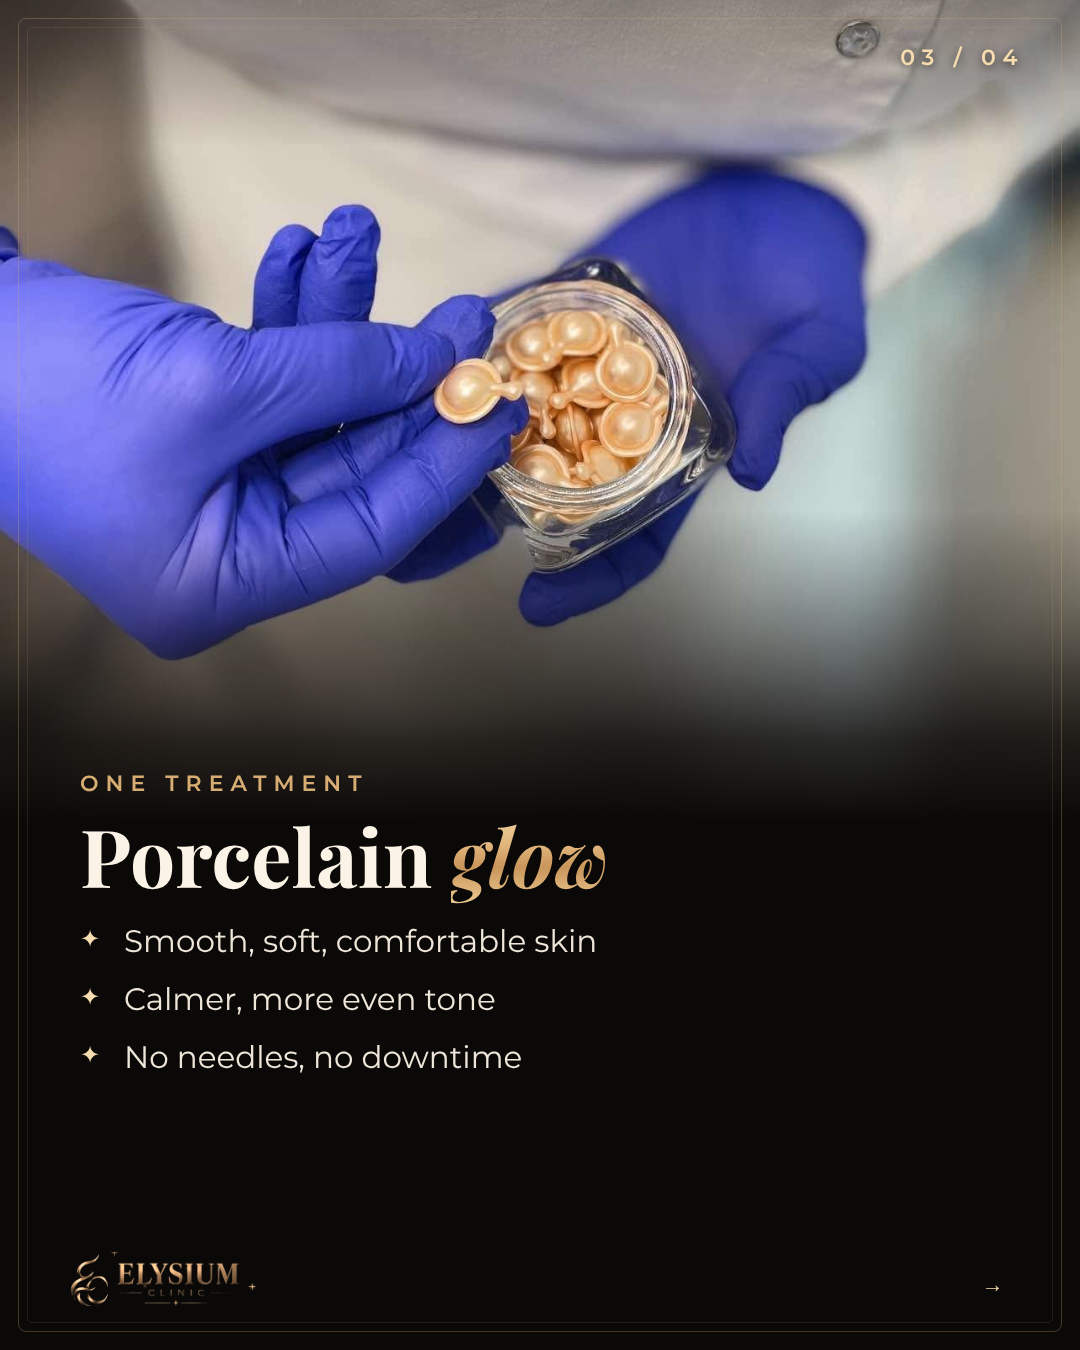 03 / 04
ONE TREATMENT
Porcelain glow
✦ Smooth, soft, comfortable skin
✦ Calmer, more even tone
✦ No needles, no downtime
ELYSIUM
CLINIC
→